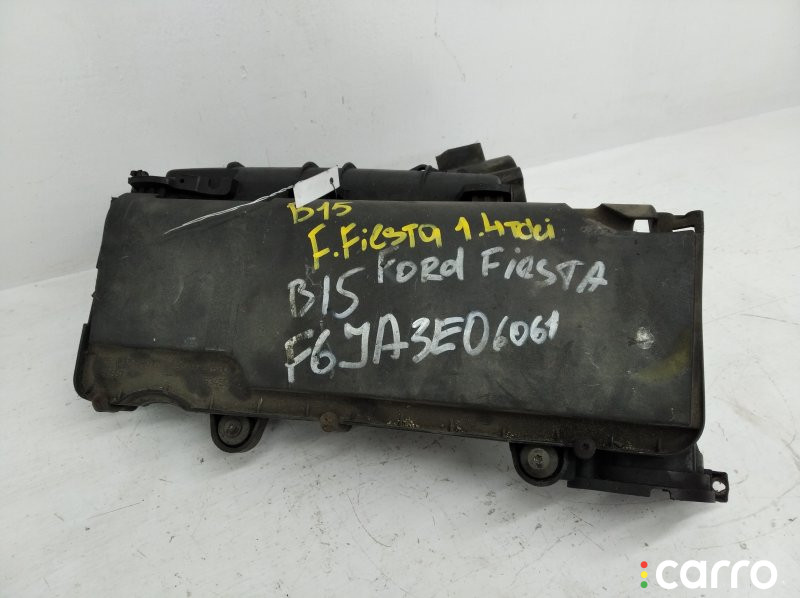 B15
F.Fiesta 1.4TDCi
FORD FIESTA
B15
F6JA3E06061
carro